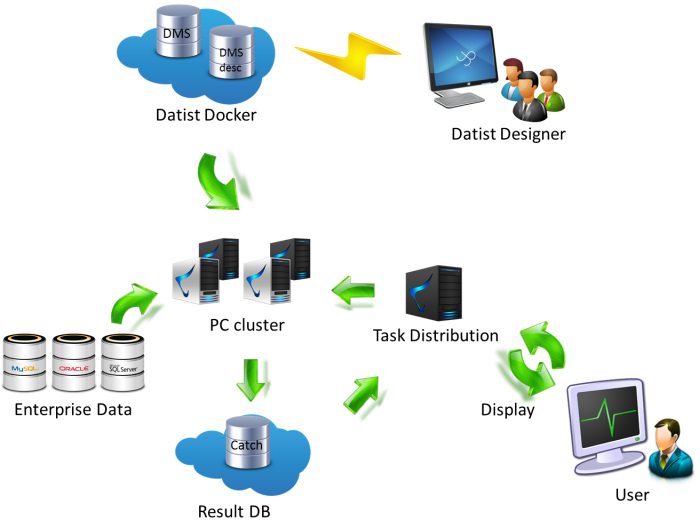 DMS
DMS
desc
Datist Docker
Datist Designer
PC cluster
Task Distribution
MySQL
ORACLE
SQL Server
Enterprise Data
Display
Catch
User
Result DB